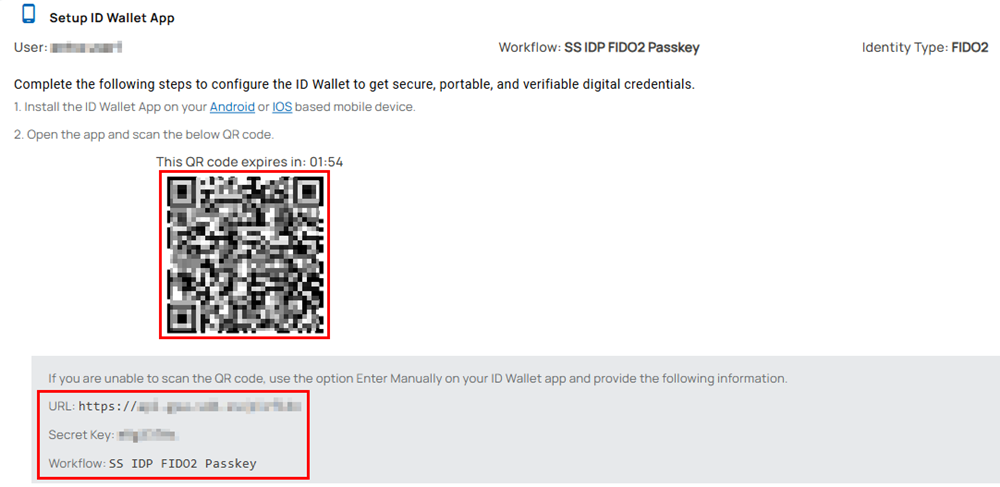 Setup ID Wallet App
User: Workflow: SS IDP FIDO2 Passkey Identity Type: FIDO2
Complete the following steps to configure the ID Wallet to get secure, portable, and verifiable digital credentials.
1. Install the ID Wallet App on your Android or IOS based mobile device.
2. Open the app and scan the below QR code.
This QR code expires in: 01:54
If you are unable to scan the QR code, use the option Enter Manually on your ID Wallet app and provide the following information.
URL: https://
Secret Key:
Workflow: SS IDP FIDO2 Passkey